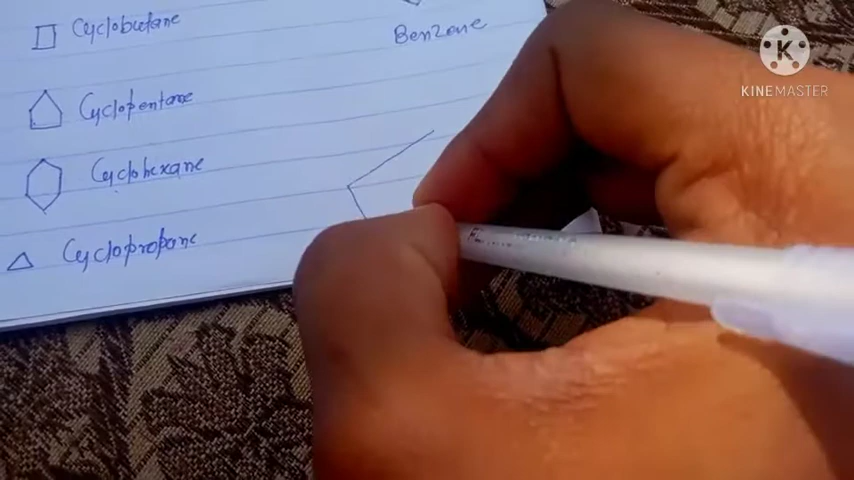 Cyclobutane
Benzene
Cyclopentane
Cyclohexane
Cyclopropane
K
KINEMASTER